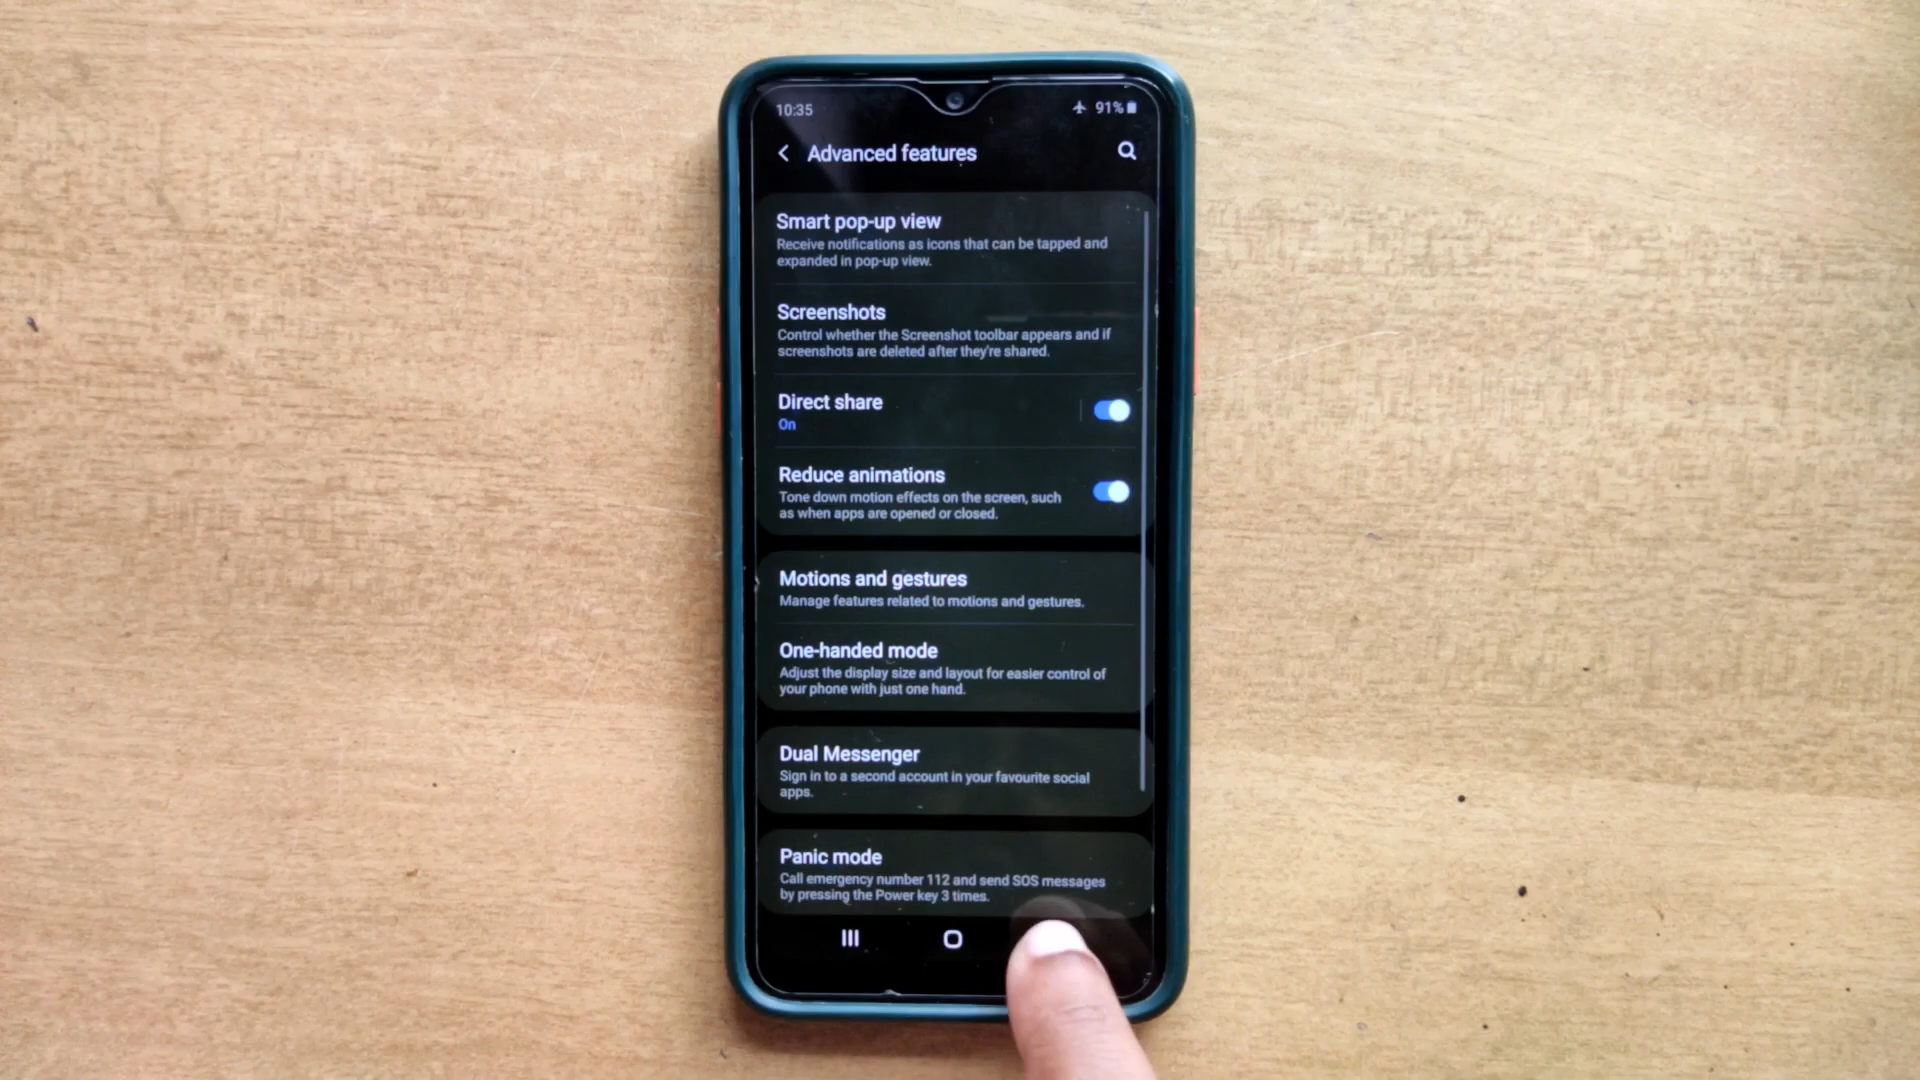 10:35
91%
Advanced features
Smart pop-up view
Receive notifications as icons that can be tapped and
expanded in pop-up view.
Screenshots
Control whether the Screenshot toolbar appears and if
screenshots are deleted after they're shared.
Direct share
On
Reduce animations
Tone down motion effects on the screen, such
as when apps are opened or closed.
Motions and gestures
Manage features related to motions and gestures.
One-handed mode
Adjust the display size and layout for easier control of
your phone with just one hand.
Dual Messenger
Sign in to a second account in your favourite social
apps.
Panic mode
Call emergency number 112 and send SOS messages
by pressing the Power key 3 times.